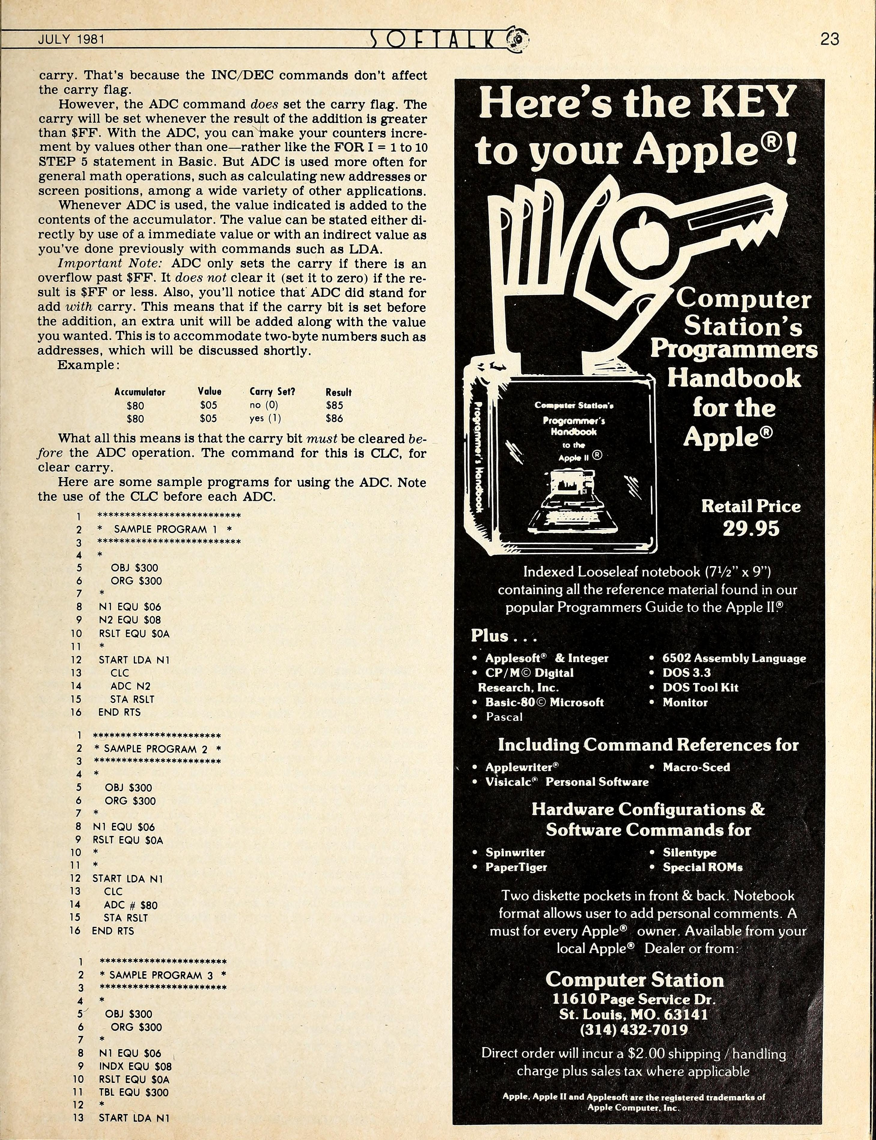 JULY 1981
SOFTALK
23
carry. That's because the INC/DEC commands don't affect
the carry flag.
However, the ADC command does set the carry flag. The
carry will be set whenever the result of the addition is greater
than $FF. With the ADC, you can make your counters incre-
ment by values other than one—rather like the FOR I = 1 to 10
STEP 5 statement in Basic. But ADC is used more often for
general math operations, such as calculating new addresses or
screen positions, among a wide variety of other applications.
Whenever ADC is used, the value indicated is added to the
contents of the accumulator. The value can be stated either di-
rectly by use of a immediate value or with an indirect value as
you've done previously with commands such as LDA.
Important Note: ADC only sets the carry if there is an
overflow past $FF. It does not clear it (set it to zero) if the re-
sult is $FF or less. Also, you'll notice that ADC did stand for
add with carry. This means that if the carry bit is set before
the addition, an extra unit will be added along with the value
you wanted. This is to accommodate two-byte numbers such as
addresses, which will be discussed shortly.
Example:
Accumulator Value Carry Set? Result
$80 $05 no (0) $85
$80 $05 yes (1) $86
What all this means is that the carry bit must be cleared be-
fore the ADC operation. The command for this is CLC, for
clear carry.
Here are some sample programs for using the ADC. Note
the use of the CLC before each ADC.
1 **************************
2 * SAMPLE PROGRAM 1 *
3 **************************
4 *
5 OBJ $300
6 ORG $300
7 *
8 N1 EQU $06
9 N2 EQU $08
10 RSLT EQU $0A
11 *
12 START LDA N1
13 CLC
14 ADC N2
15 STA RSLT
16 END RTS
1 ***********************
2 * SAMPLE PROGRAM 2 *
3 ***********************
4 *
5 OBJ $300
6 ORG $300
7 *
8 N1 EQU $06
9 RSLT EQU $0A
10 *
11 *
12 START LDA N1
13 CLC
14 ADC # $80
15 STA RSLT
16 END RTS
1 ***********************
2 * SAMPLE PROGRAM 3 *
3 ***********************
4 *
5 OBJ $300
6 ORG $300
7 *
8 N1 EQU $06
9 INDX EQU $08
10 RSLT EQU $0A
11 TBL EQU $300
12 *
13 START LDA N1
Here's the KEY
to your Apple®!
Computer
Station's
Programmers
Handbook
for the
Apple®
Programmer's Handbook
Computer Station's
Programmer's
Handbook
to the
Apple II ®
Retail Price
29.95
Indexed Looseleaf notebook (7½" x 9")
containing all the reference material found in our
popular Programmers Guide to the Apple II®
Plus . . .
• Applesoft® & Integer
• CP/M© Digital
Research, Inc.
• Basic-80© Microsoft
• Pascal
• 6502 Assembly Language
• DOS 3.3
• DOS Tool Kit
• Monitor
Including Command References for
• Applewriter®
• Visicalc® Personal Software
• Macro-Sced
Hardware Configurations &
Software Commands for
• Spinwriter
• PaperTiger
• Silentype
• Special ROMs
Two diskette pockets in front & back. Notebook
format allows user to add personal comments. A
must for every Apple® owner. Available from your
local Apple® Dealer or from:
Computer Station
11610 Page Service Dr.
St. Louis, MO. 63141
(314) 432-7019
Direct order will incur a $2.00 shipping / handling
charge plus sales tax where applicable
Apple, Apple II and Applesoft are the registered trademarks of
Apple Computer, Inc.